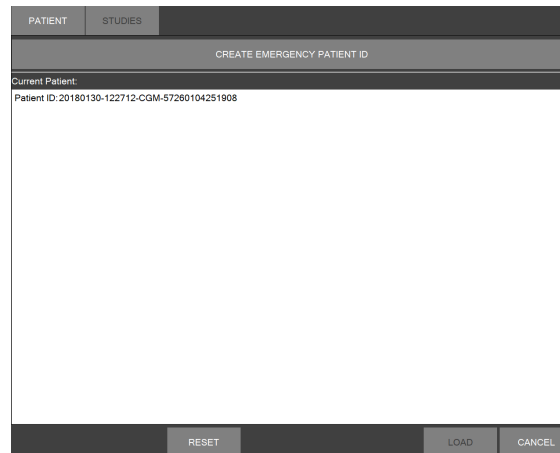 PATIENT STUDIES
CREATE EMERGENCY PATIENT ID
Current Patient:
Patient ID: 20180130-122712-CGM-57260104251908
RESET LOAD CANCEL